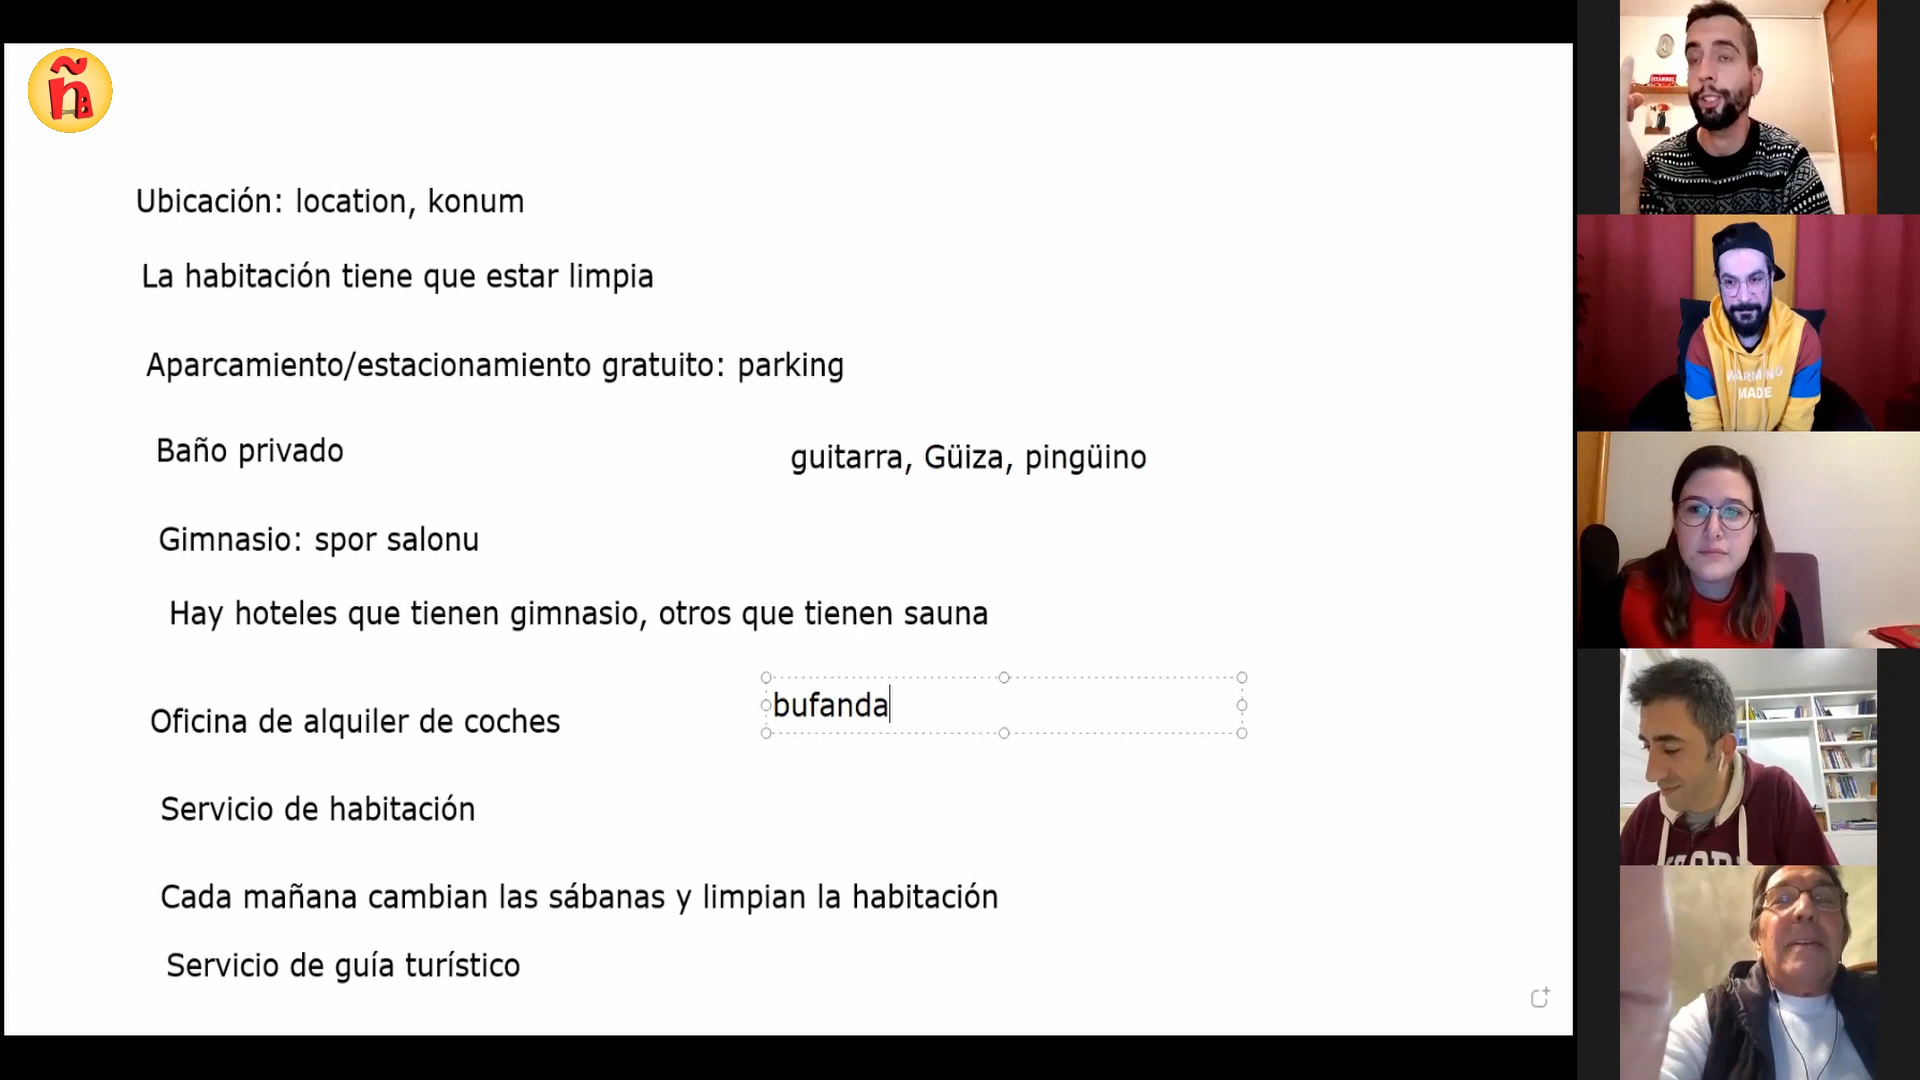 ñ
Ubicación: location, konum
La habitación tiene que estar limpia
Aparcamiento/estacionamiento gratuito: parking
Baño privado
guitarra, Güiza, pingüino
Gimnasio: spor salonu
Hay hoteles que tienen gimnasio, otros que tienen sauna
bufanda
Oficina de alquiler de coches
Servicio de habitación
Cada mañana cambian las sábanas y limpian la habitación
Servicio de guía turístico
WARMING
MADE